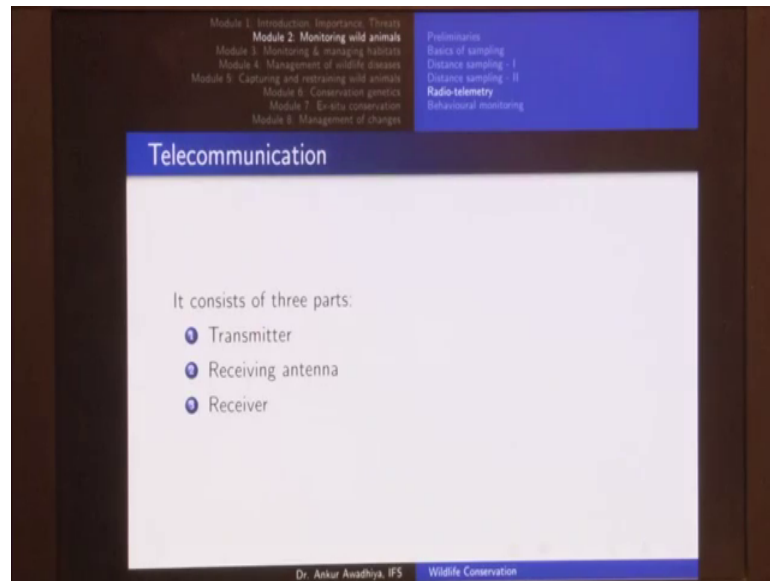 Module 1: Introduction, Importance, Threats
Module 2: Monitoring wild animals
Module 3: Monitoring & managing habitats
Module 4: Management of wildlife diseases
Module 5: Capturing and restraining wild animals
Module 6: Conservation genetics
Module 7: Ex-situ conservation
Module 8: Management of changes
Preliminaries
Basics of sampling
Distance sampling - I
Distance sampling - II
Radio-telemetry
Behavioural monitoring
Telecommunication
It consists of three parts:
1 Transmitter
2 Receiving antenna
3 Receiver
Dr. Ankur Awadhiya, IFS
Wildlife Conservation